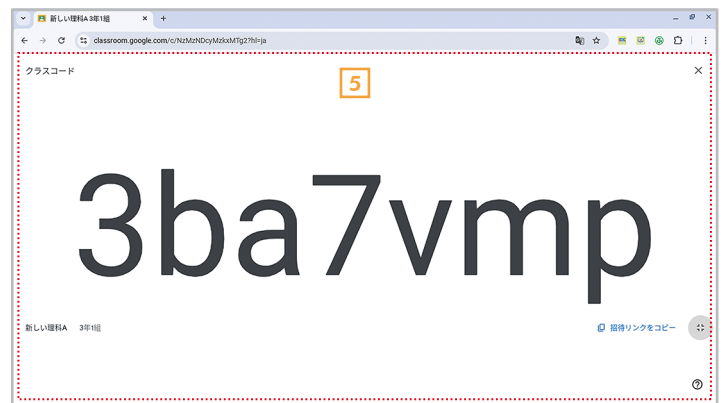 新しい理科A 3年1組
classroom.google.com/c/NzMzNDcyMzkxMTg2?hl=ja
クラスコード
5
3ba7vmp
新しい理科A 3年1組
招待リンクをコピー